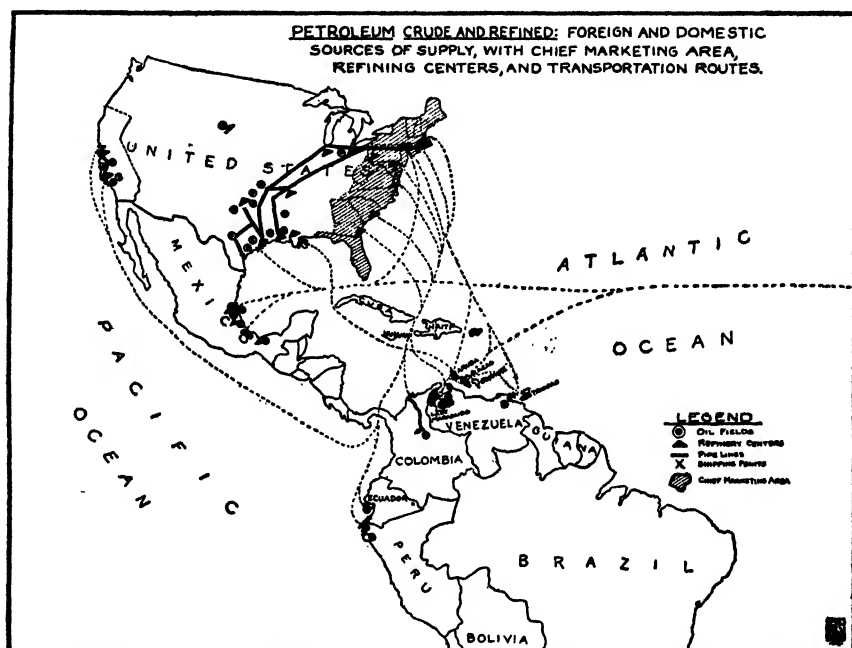 PETROLEUM CRUDE AND REFINED: FOREIGN AND DOMESTIC
SOURCES OF SUPPLY, WITH CHIEF MARKETING AREA,
REFINING CENTERS, AND TRANSPORTATION ROUTES.
UNITED STATES
MEXICO
ATLANTIC
OCEAN
PACIFIC
OCEAN
CUBA
HAITI
VENEZUELA
GUIANA
COLOMBIA
ECUADOR
PERU
BRAZIL
BOLIVIA
LEGEND
OIL FIELDS
REFINERY CENTERS
PIPE LINES
SHIPPING POINTS
CHIEF MARKETING AREA